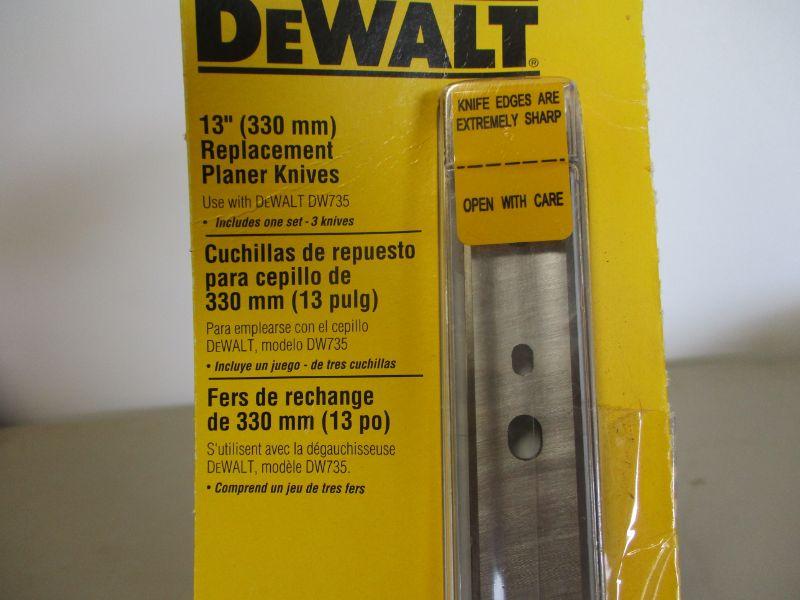 DEWALT®
13" (330 mm)
Replacement
Planer Knives
Use with DEWALT DW735
• Includes one set - 3 knives
Cuchillas de repuesto
para cepillo de
330 mm (13 pulg)
Para emplearse con el cepillo
DEWALT, modelo DW735
• Incluye un juego - de tres cuchillas
Fers de rechange
de 330 mm (13 po)
S'utilisent avec la dégauchisseuse
DEWALT, modèle DW735.
• Comprend un jeu de tres fers
KNIFE EDGES ARE
EXTREMELY SHARP
OPEN WITH CARE